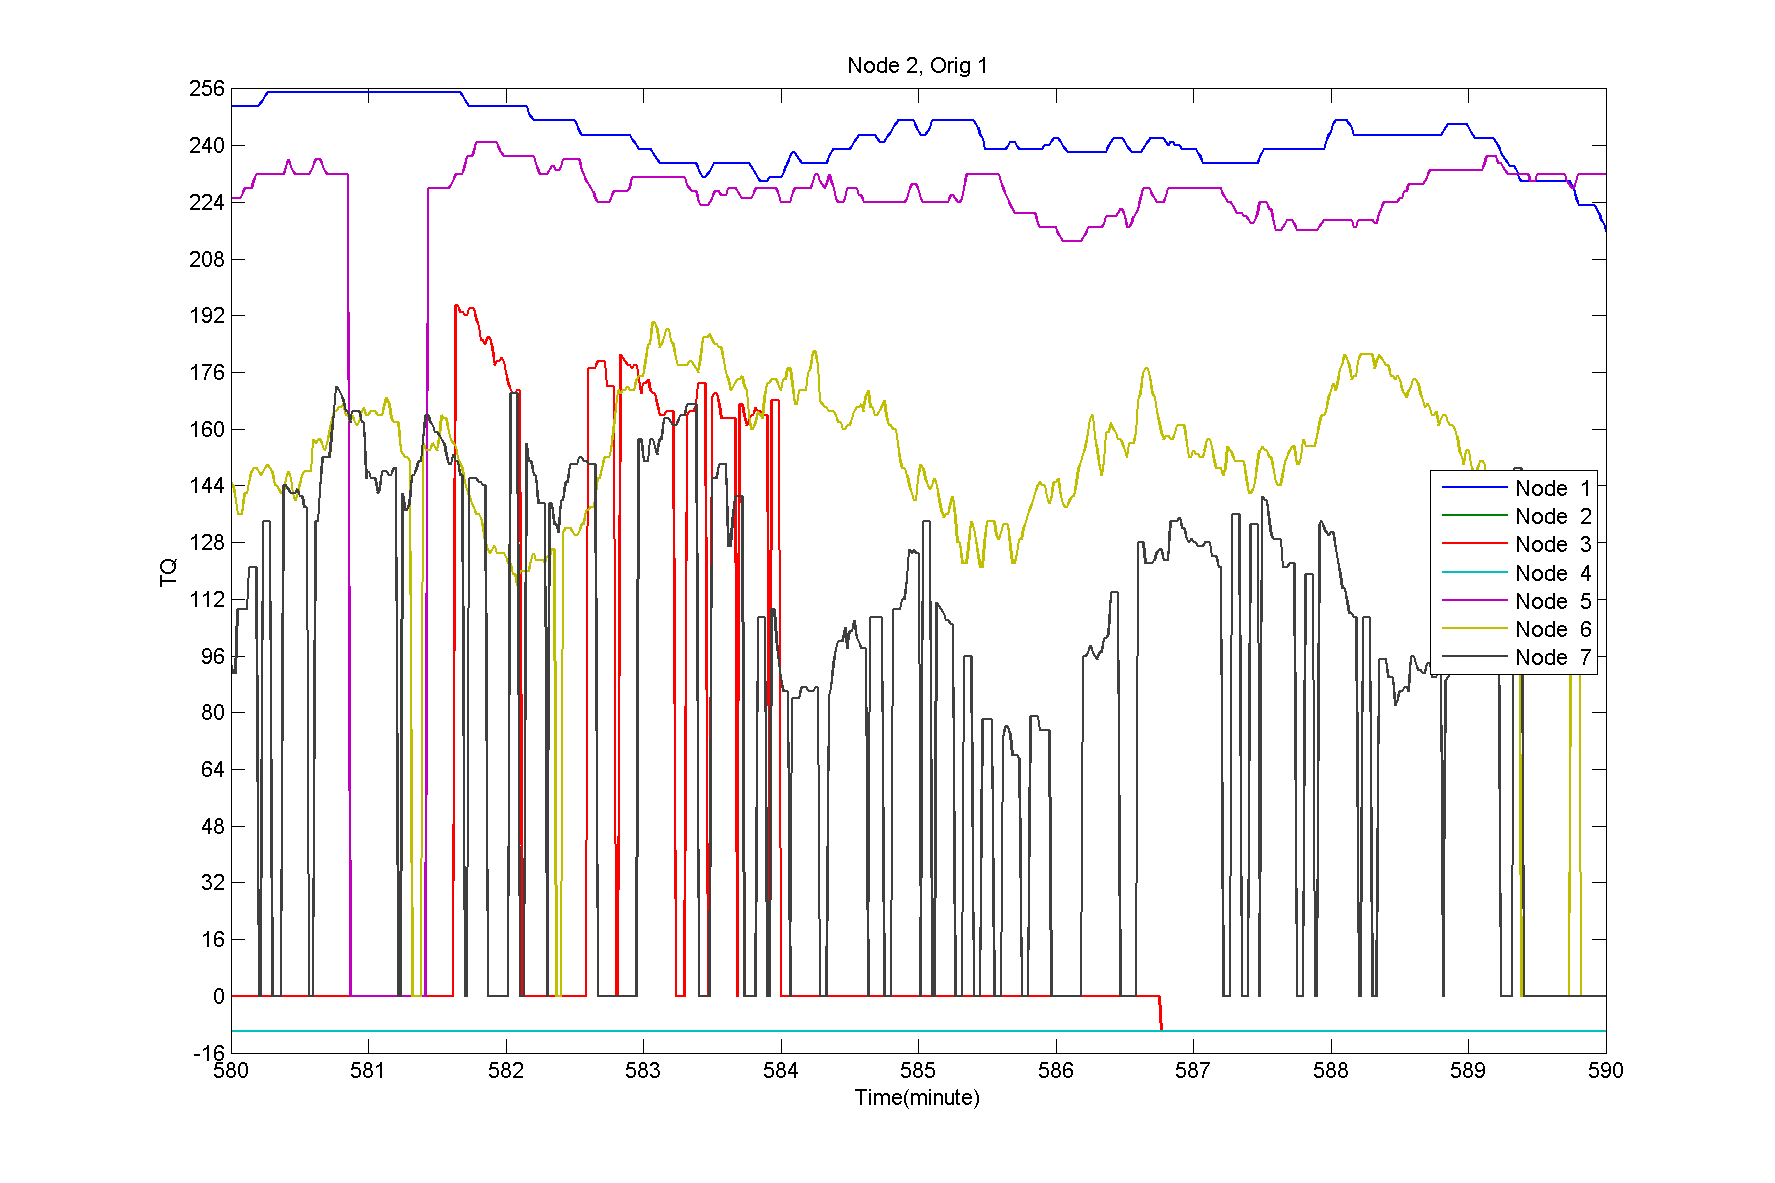 Node 2, Orig 1
256
240
224
208
192
176
160
144
128
112
96
80
64
48
32
16
0
-16
TQ
Node 1
Node 2
Node 3
Node 4
Node 5
Node 6
Node 7
580 581 582 583 584 585 586 587 588 589 590
Time(minute)